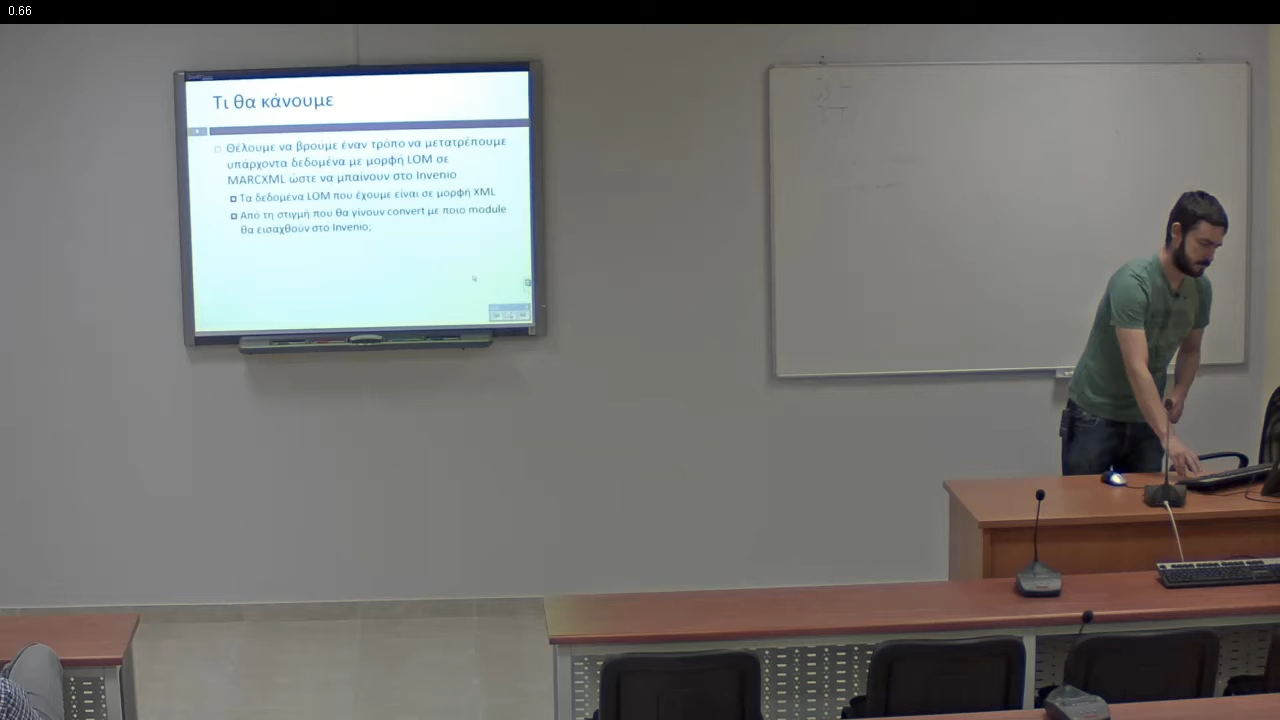 0.66
Τι θα κάνουμε
Θέλουμε να βρουμε έναν τρόπο να μετατρέπουμε
υπάρχοντα δεδομένα με μορφή LOM σε
MARCXML ώστε να μπαίνουν στο Invenio
Τα δεδομένα LOM που έχουμε είναι σε μορφή XML
Από τη στιγμή που θα γίνουν convert με ποιο module
θα εισαχθούν στο Invenio;